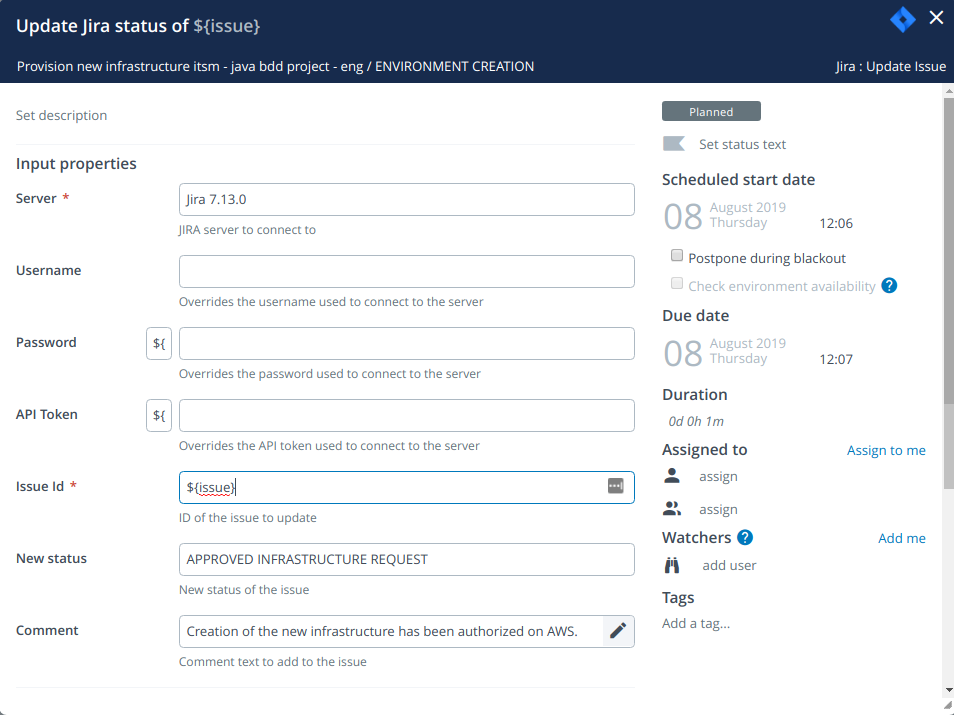 Update Jira status of ${issue}
Provision new infrastructure itsm - java bdd project - eng / ENVIRONMENT CREATION
Jira : Update Issue
Set description
Input properties
Server *
Jira 7.13.0
JIRA server to connect to
Username
Overrides the username used to connect to the server
Password
${
Overrides the password used to connect to the server
API Token
${
Overrides the API token used to connect to the server
Issue Id *
${issue}
ID of the issue to update
New status
APPROVED INFRASTRUCTURE REQUEST
New status of the issue
Comment
Creation of the new infrastructure has been authorized on AWS.
Comment text to add to the issue
Planned
Set status text
Scheduled start date
08 August 2019 Thursday 12:06
Postpone during blackout
Check environment availability ?
Due date
08 August 2019 Thursday 12:07
Duration
0d 0h 1m
Assigned to Assign to me
assign
assign
Watchers ? Add me
add user
Tags
Add a tag...